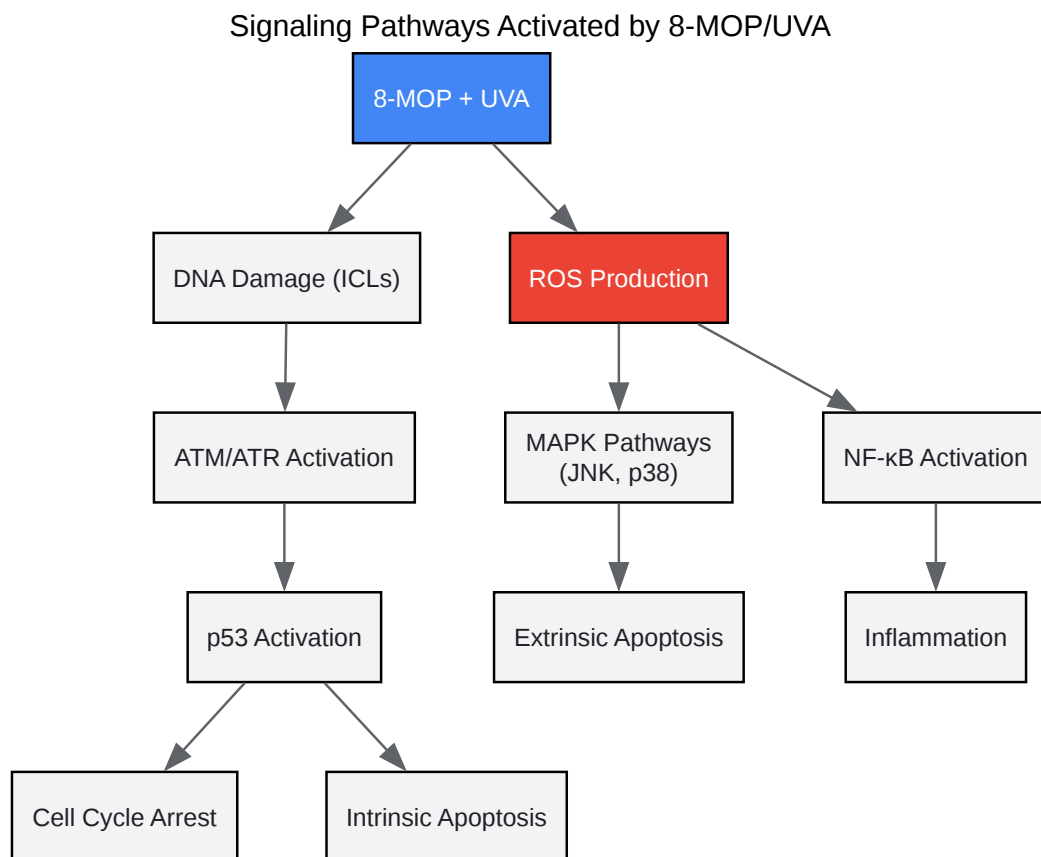 Signaling Pathways Activated by 8-MOP/UVA
8-MOP + UVA
DNA Damage (ICLs)
ROS Production
ATM/ATR Activation
MAPK Pathways
(JNK, p38)
NF-κB Activation
p53 Activation
Extrinsic Apoptosis
Inflammation
Cell Cycle Arrest
Intrinsic Apoptosis